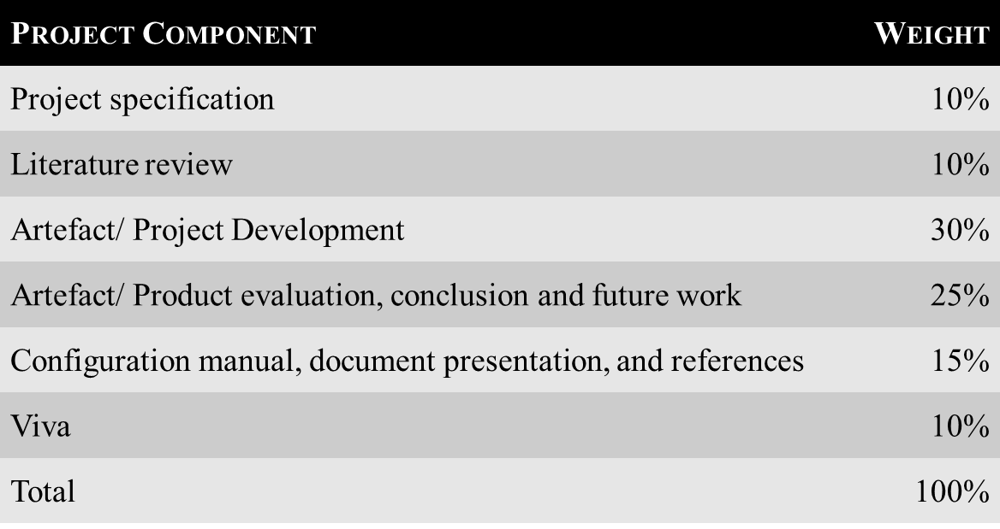 PROJECT COMPONENT WEIGHT
Project specification 10%
Literature review 10%
Artefact/ Project Development 30%
Artefact/ Product evaluation, conclusion and future work 25%
Configuration manual, document presentation, and references 15%
Viva 10%
Total 100%